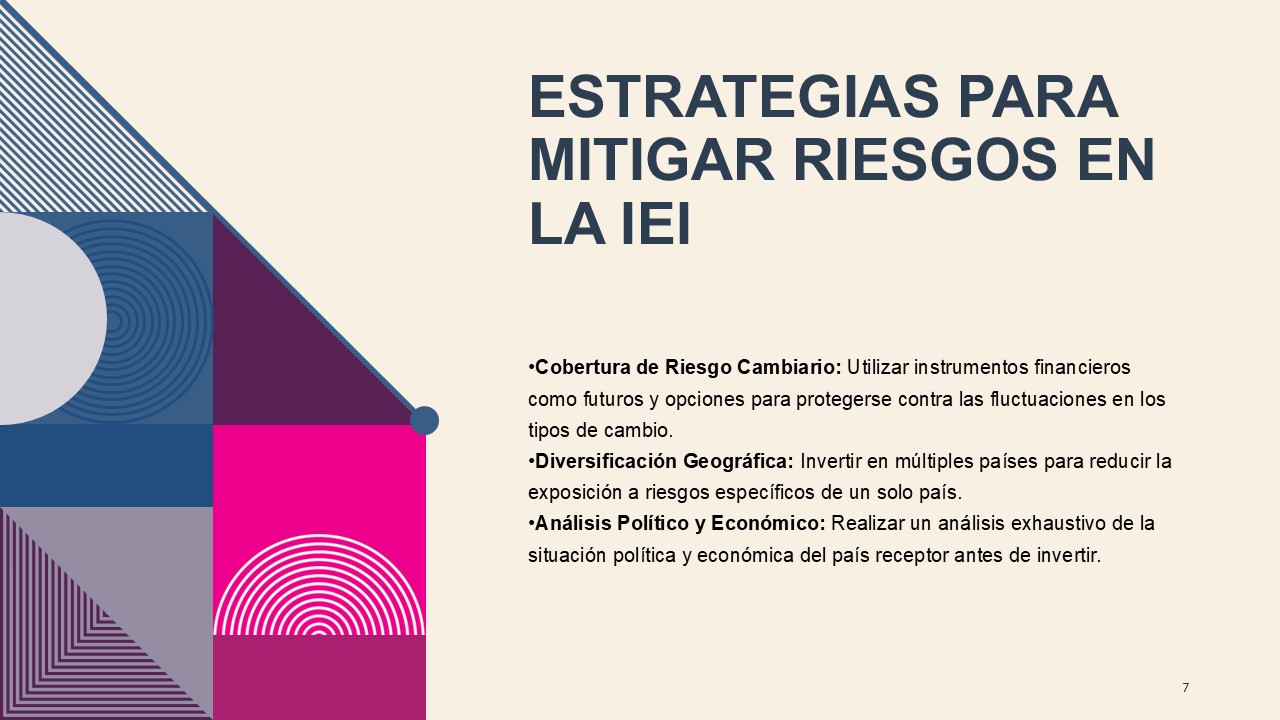 ESTRATEGIAS PARA
MITIGAR RIESGOS EN
LA IEI
•Cobertura de Riesgo Cambiario: Utilizar instrumentos financieros
como futuros y opciones para protegerse contra las fluctuaciones en los
tipos de cambio.
•Diversificación Geográfica: Invertir en múltiples países para reducir la
exposición a riesgos específicos de un solo país.
•Análisis Político y Económico: Realizar un análisis exhaustivo de la
situación política y económica del país receptor antes de invertir.
7